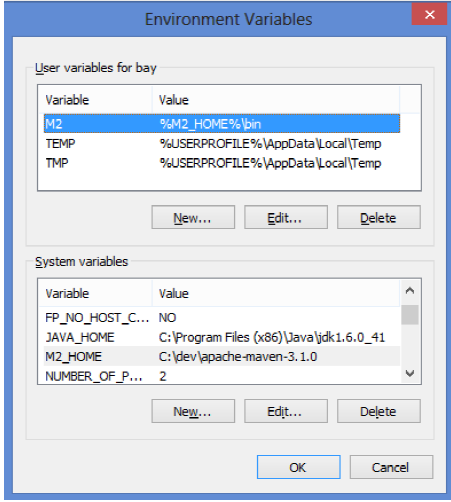 Environment Variables
User variables for bay
Variable Value
M2 %M2_HOME%\bin
TEMP %USERPROFILE%\AppData\Local\Temp
TMP %USERPROFILE%\AppData\Local\Temp
New... Edit... Delete
System variables
Variable Value
FP_NO_HOST_C... NO
JAVA_HOME C:\Program Files (x86)\Java\jdk1.6.0_41
M2_HOME C:\dev\apache-maven-3.1.0
NUMBER_OF_P... 2
New... Edit... Delete
OK Cancel